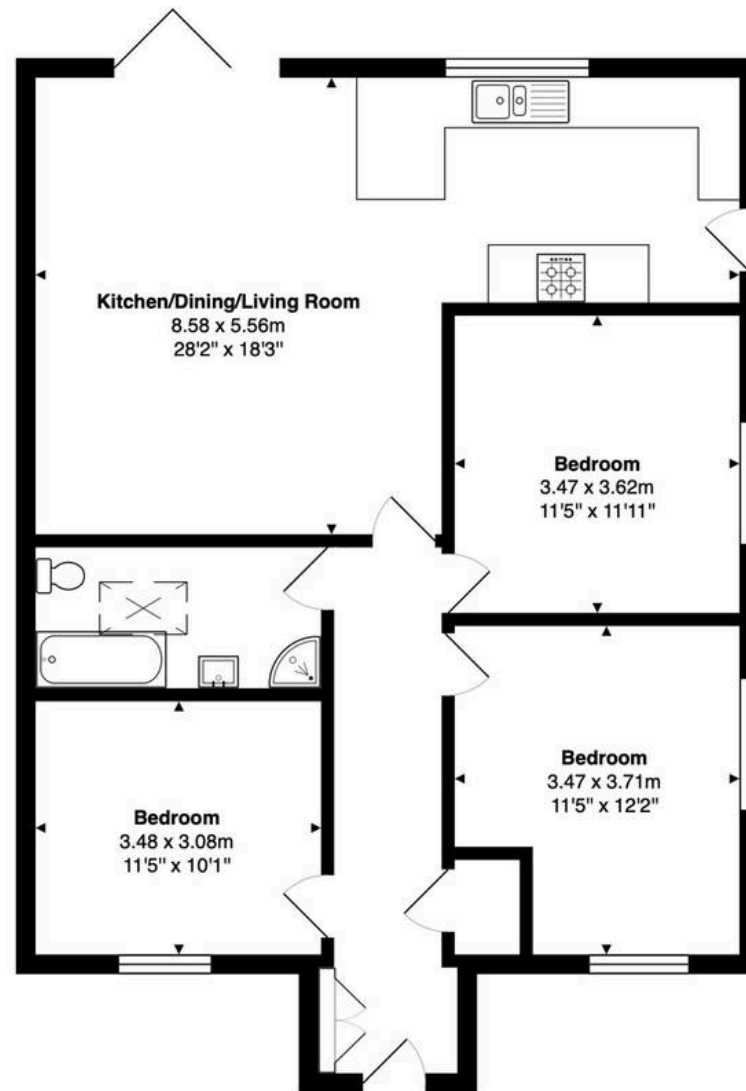 Kitchen/Dining/Living Room
8.58 x 5.56m
28'2" x 18'3"
Bedroom
3.47 x 3.62m
11'5" x 11'11"
Bedroom
3.47 x 3.71m
11'5" x 12'2"
Bedroom
3.48 x 3.08m
11'5" x 10'1"